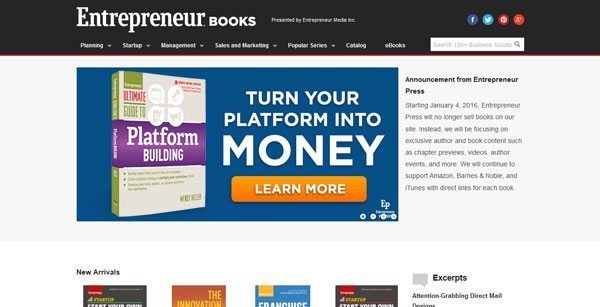 Entrepreneur BOOKS
Presented by Entrepreneur Media Inc.
Planning Startup Management Sales and Marketing Popular Series Catalog eBooks
Search 150+ Business Solutio
Entrepreneur
ULTIMATE
GUIDE TO
Platform
BUILDING
WENDY KELLER
Platform BUILDING
TURN YOUR
PLATFORM INTO
MONEY
LEARN MORE
Ep
Entrepreneur
Announcement from Entrepreneur
Press
Starting January 4, 2016, Entrepreneur
Press will no longer sell books on our
site. Instead, we will be focusing on
exclusive author and book content such
as chapter previews, videos, author
events, and more. We will continue to
support Amazon, Barnes & Noble, and
iTunes with direct links for each book.
New Arrivals
STARTUP
START YOUR OWN
THE
INNOVATION
FRANCHISE
STARTUP
START YOUR OWN
Excerpts
Attention-Grabbing Direct Mail
Designs